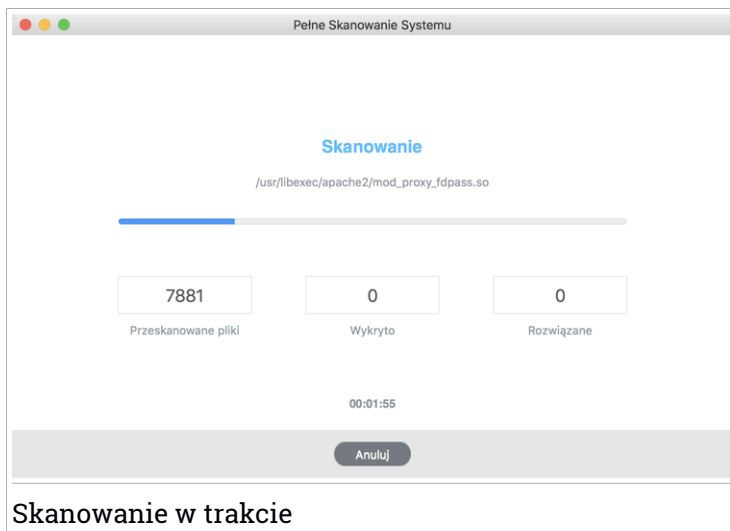 Pełne Skanowanie Systemu
Skanowanie
/usr/libexec/apache2/mod_proxy_fdpass.so
7881 0 0
Przeskanowane pliki Wykryto Rozwiązane
00:01:55
Anuluj
Skanowanie w trakcie